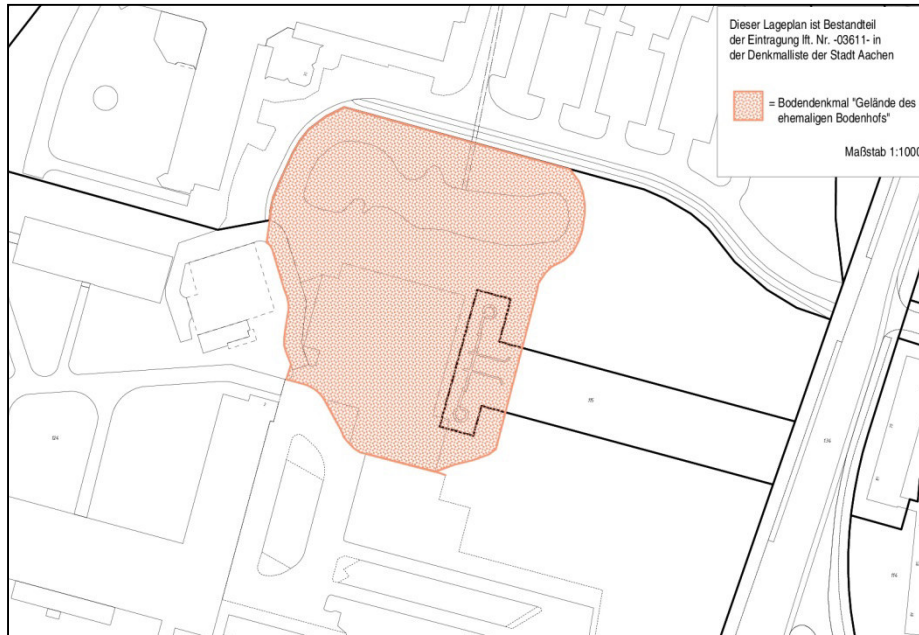 Dieser Lageplan ist Bestandteil
der Eintragung lft. Nr. -03611- in
der Denkmalliste der Stadt Aachen
= Bodendenkmal "Gelände des
ehemaligen Bodenhofs"
Maßstab 1:1000